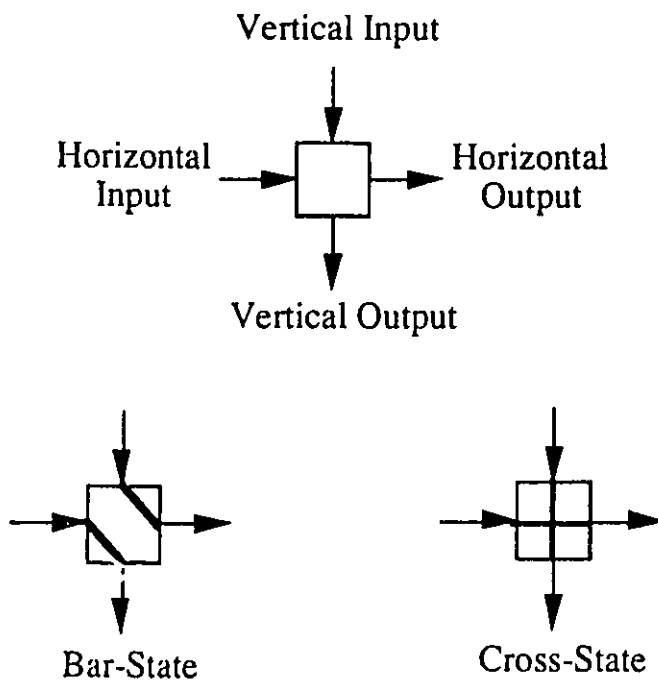 Vertical Input
Horizontal
Input
Horizontal
Output
Vertical Output
Bar-State
Cross-State